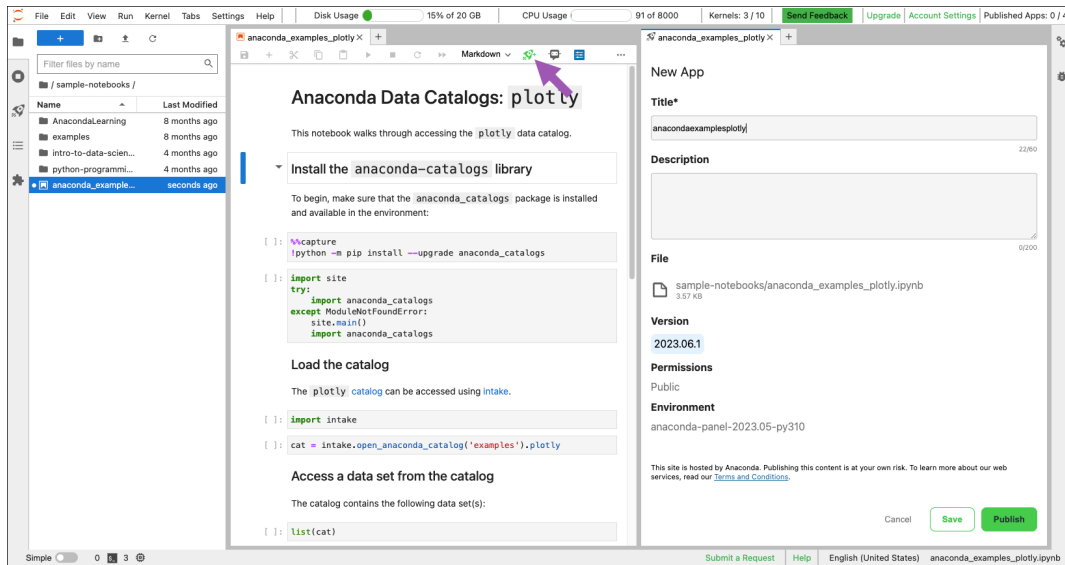 File Edit View Run Kernel Tabs Settings Help Disk Usage 15% of 20 GB CPU Usage 91 of 8000 Kernels: 3 / 10 Send Feedback Upgrade Account Settings Published Apps: 0 / 4
Filter files by name
/ sample-notebooks /
Name Last Modified
AnacondaLearning 8 months ago
examples 8 months ago
intro-to-data-scien... 4 months ago
python-programmi... 4 months ago
anaconda_example... seconds ago
anaconda_examples_plotly
Markdown
Anaconda Data Catalogs: plotly
This notebook walks through accessing the plotly data catalog.
Install the anaconda-catalogs library
To begin, make sure that the anaconda_catalogs package is installed
and available in the environment:
[ ]: %%capture
!python -m pip install --upgrade anaconda_catalogs
[ ]: import site
try:
    import anaconda_catalogs
except ModuleNotFoundError:
    site.main()
    import anaconda_catalogs
Load the catalog
The plotly catalog can be accessed using intake.
[ ]: import intake
[ ]: cat = intake.open_anaconda_catalog('examples').plotly
Access a data set from the catalog
The catalog contains the following data set(s):
[ ]: list(cat)
anaconda_examples_plotly
New App
Title*
anacondaexamplesplotly
22/60
Description
0/200
File
sample-notebooks/anaconda_examples_plotly.ipynb
3.57 KB
Version
2023.06.1
Permissions
Public
Environment
anaconda-panel-2023.05-py310
This site is hosted by Anaconda. Publishing this content is at your own risk. To learn more about our web
services, read our Terms and Conditions.
Cancel Save Publish
Simple 0 3 Submit a Request Help English (United States) anaconda_examples_plotly.ipynb